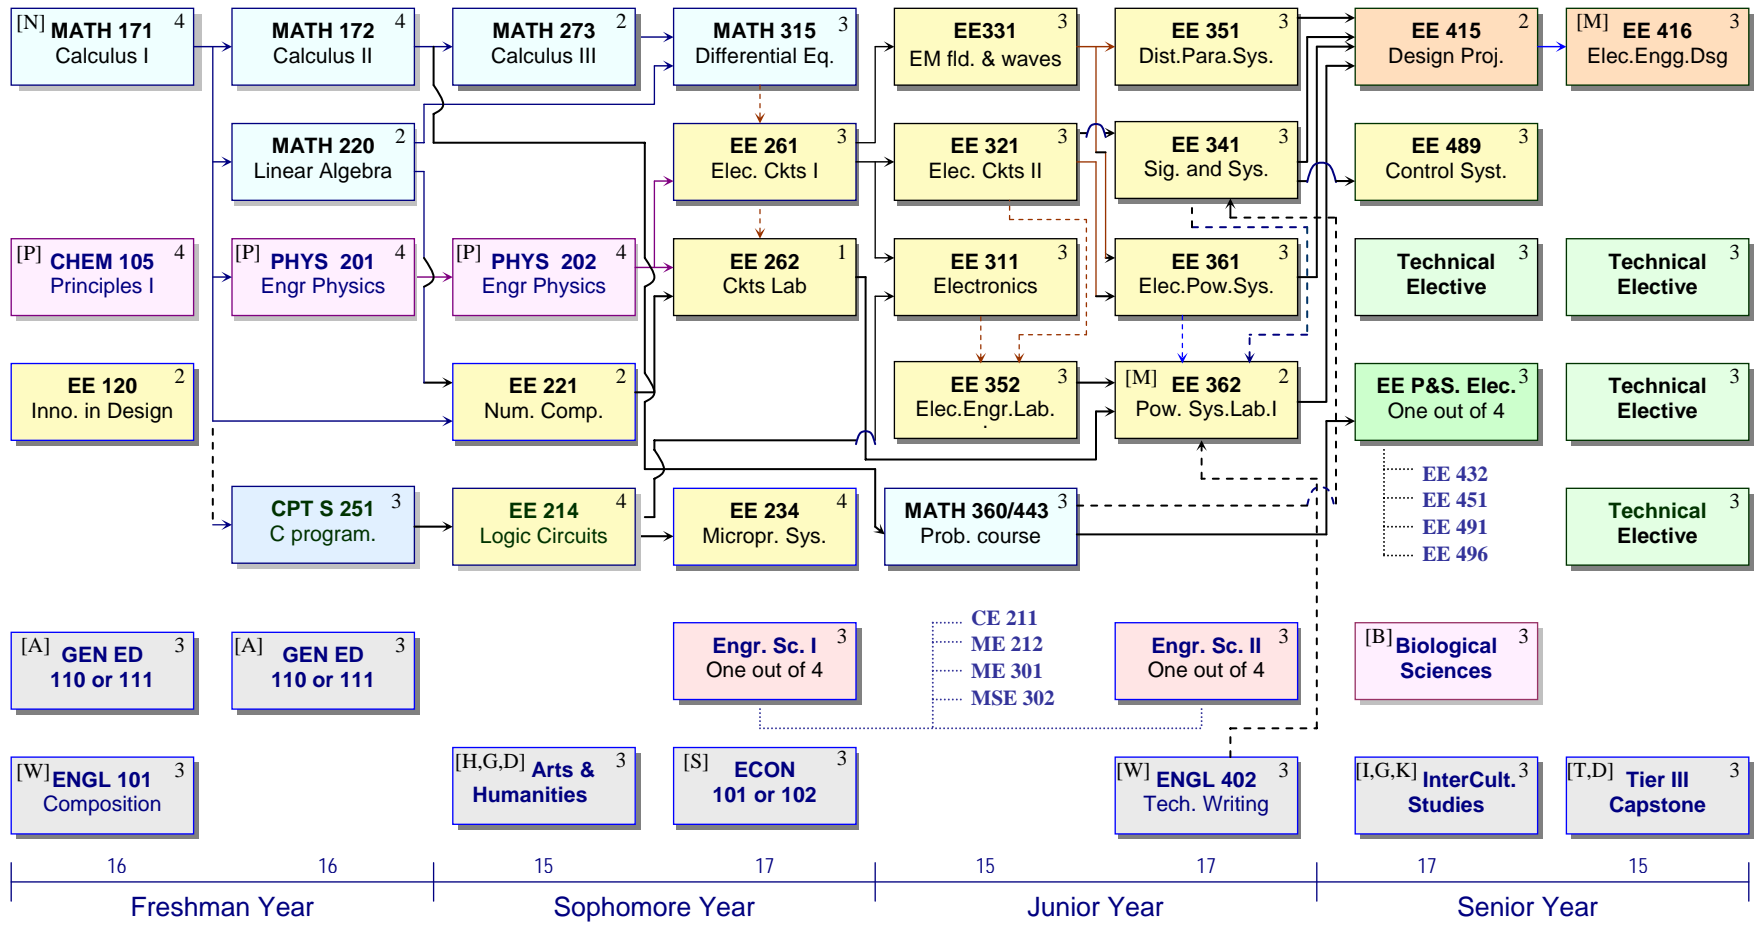 [N] MATH 171 4
Calculus I
MATH 172 4
Calculus II
MATH 273 2
Calculus III
MATH 315 3
Differential Eq.
EE331 3
EM fld. & waves
EE 351 3
Dist.Para.Sys.
EE 415 2
Design Proj.
[M] EE 416 3
Elec.Engg.Dsg
MATH 220 2
Linear Algebra
EE 261 3
Elec. Ckts I
EE 321 3
Elec. Ckts II
EE 341 3
Sig. and Sys.
EE 489 3
Control Syst.
[P] CHEM 105 4
Principles I
[P] PHYS 201 4
Engr Physics
[P] PHYS 202 4
Engr Physics
EE 262 1
Ckts Lab
EE 311 3
Electronics
EE 361 3
Elec.Pow.Sys.
Technical 3
Elective
Technical 3
Elective
EE 120 2
Inno. in Design
EE 221 2
Num. Comp.
EE 352 3
Elec.Engr.Lab.
.
[M] EE 362 2
Pow. Sys.Lab.I
EE P&S. Elec. 3
One out of 4
Technical 3
Elective
EE 432
EE 451
EE 491
EE 496
CPT S 251 3
C program.
EE 214 4
Logic Circuits
EE 234 4
Micropr. Sys.
MATH 360/443 3
Prob. course
Technical 3
Elective
[A] GEN ED 3
110 or 111
[A] GEN ED 3
110 or 111
Engr. Sc. I 3
One out of 4
CE 211
ME 212
ME 301
MSE 302
Engr. Sc. II 3
One out of 4
[B] Biological 3
Sciences
[W] ENGL 101 3
Composition
[H,G,D] Arts & 3
Humanities
[S] ECON 3
101 or 102
[W] ENGL 402 3
Tech. Writing
[I,G,K] InterCult. 3
Studies
[T,D] Tier III 3
Capstone
16 16 15 17 15 17 17 15
Freshman Year Sophomore Year Junior Year Senior Year